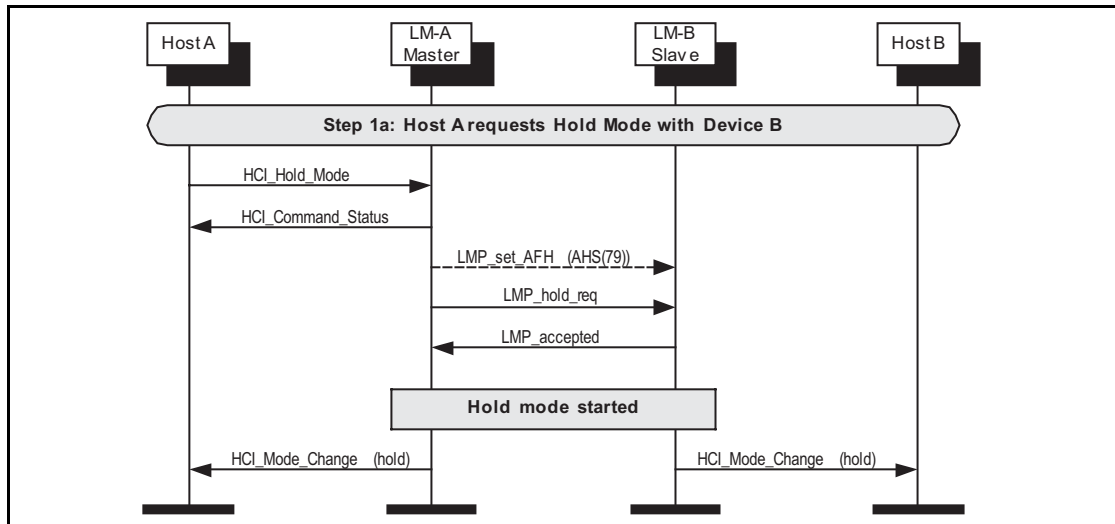 Host A
LM-A
Master
LM-B
Slave
Host B
Step 1a: Host A requests Hold Mode with Device B
HCI_Hold_Mode
HCI_Command_Status
LMP_set_AFH (AHS(79))
LMP_hold_req
LMP_accepted
Hold mode started
HCI_Mode_Change (hold)
HCI_Mode_Change (hold)